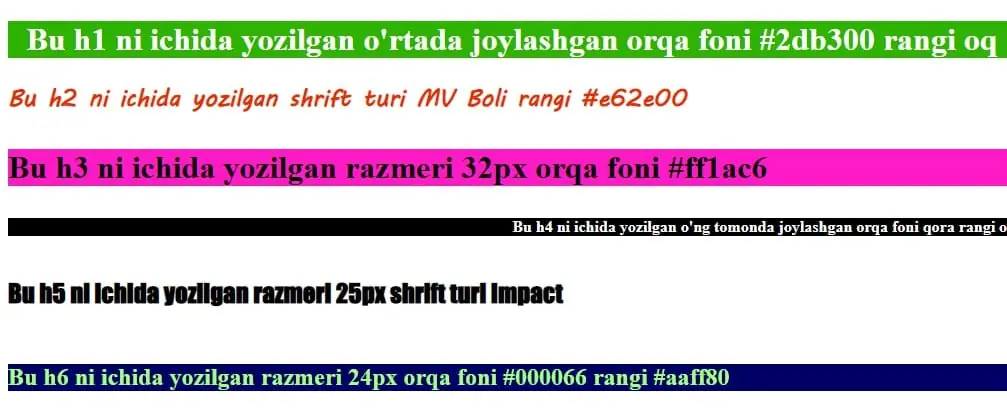 Bu h1 ni ichida yozilgan o'rtada joylashgan orqa foni #2db300 rangi oq
Bu h2 ni ichida yozilgan shrift turi MV Boli rangi #e62e00
Bu h3 ni ichida yozilgan razmeri 32px orqa foni #ff1ac6
Bu h4 ni ichida yozilgan o'ng tomonda joylashgan orqa foni qora rangi o
Bu h5 ni ichida yozilgan razmeri 25px shrift turi Impact
Bu h6 ni ichida yozilgan razmeri 24px orqa foni #000066 rangi #aaff80